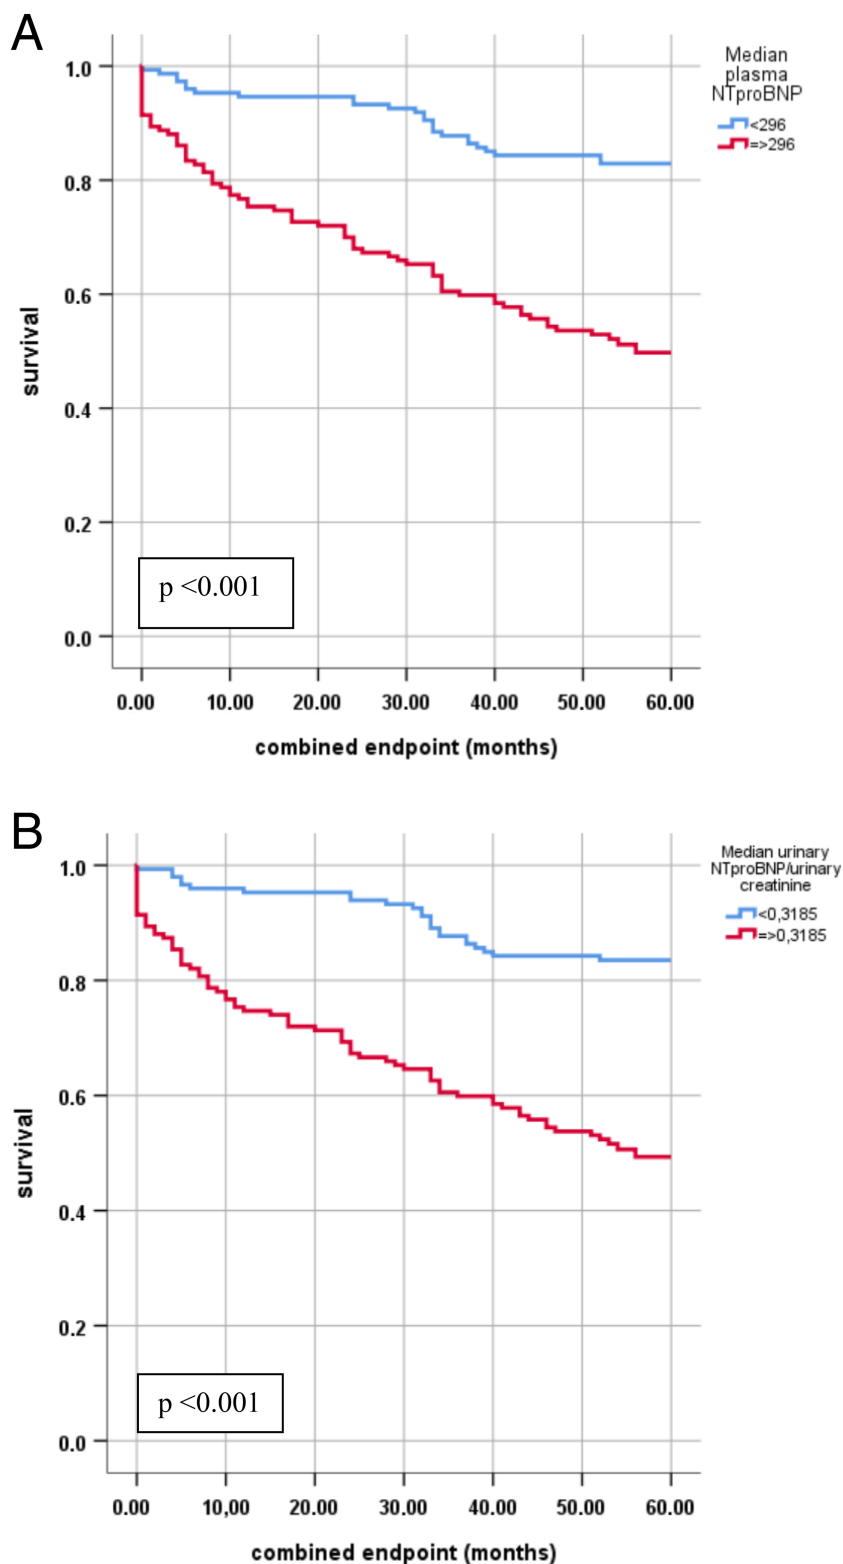 A
Median
plasma
NTproBNP
<296
=>296
1.0
0.8
0.6
0.4
0.2
0.0
survival
p <0.001
0.00 10.00 20.00 30.00 40.00 50.00 60.00
combined endpoint (months)
B
Median urinary
NTproBNP/urinary
creatinine
<0,3185
=>0,3185
1.0
0.8
0.6
0.4
0.2
0.0
survival
p <0.001
0.00 10,00 20.00 30.00 40.00 50.00 60.00
combined endpoint (months)